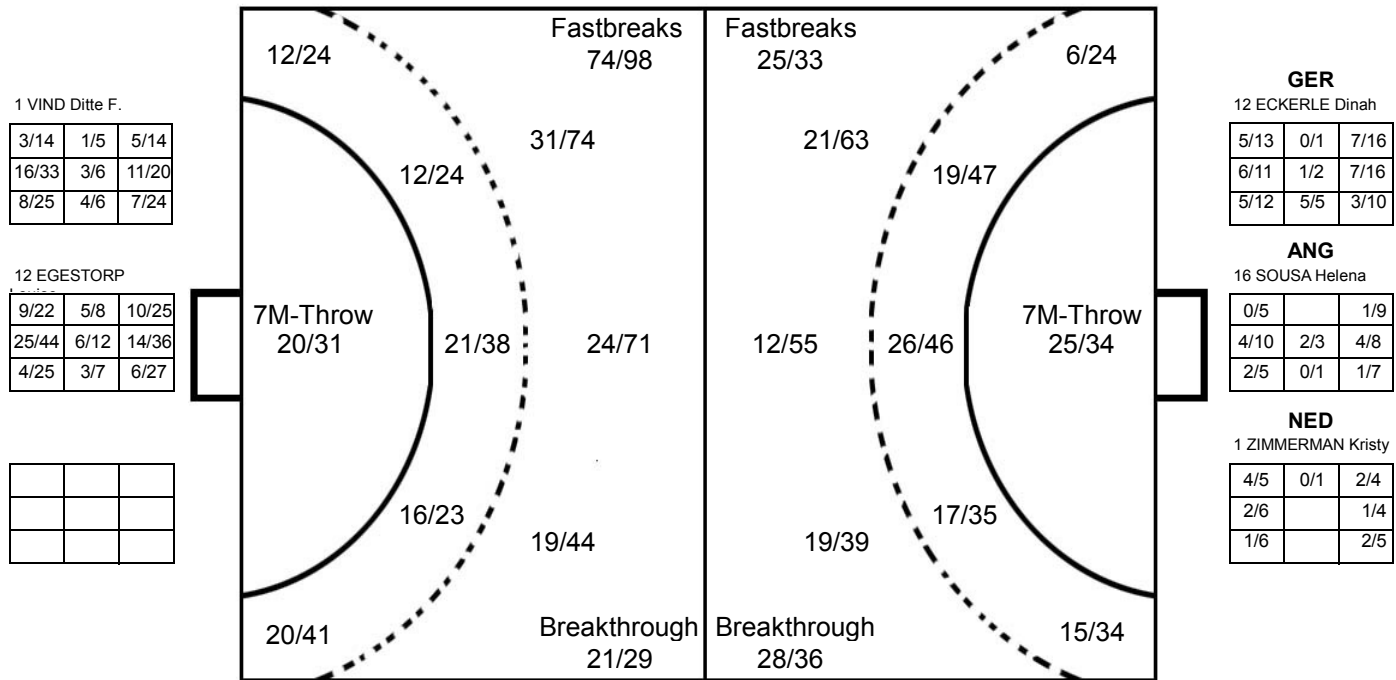 1 VIND Ditte F.
3/14 1/5 5/14
16/33 3/6 11/20
8/25 4/6 7/24
12 EGESTORP
9/22 5/8 10/25
25/44 6/12 14/36
4/25 3/7 6/27
Fastbreaks
74/98
12/24
31/74
12/24
7M-Throw
20/31
21/38
24/71
16/23
19/44
20/41
Breakthrough
21/29
Fastbreaks
25/33
6/24
21/63
19/47
12/55
26/46
7M-Throw
25/34
17/35
19/39
15/34
Breakthrough
28/36
GER
12 ECKERLE Dinah
5/13 0/1 7/16
6/11 1/2 7/16
5/12 5/5 3/10
ANG
16 SOUSA Helena
0/5 1/9
4/10 2/3 4/8
2/5 0/1 1/7
NED
1 ZIMMERMAN Kristy
4/5 0/1 2/4
2/6 1/4
1/6 2/5